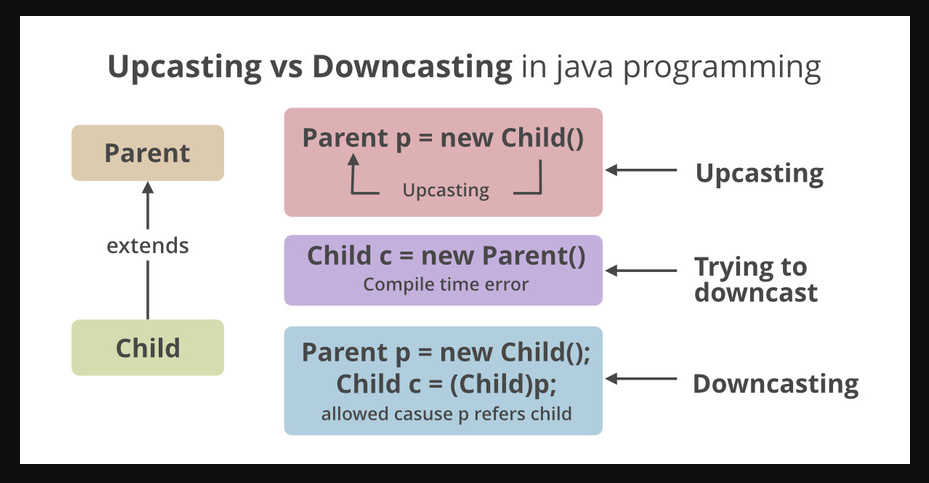 Upcasting vs Downcasting in java programming
Parent
extends
Child
Parent p = new Child()
Upcasting
Upcasting
Child c = new Parent()
Compile time error
Trying to
downcast
Parent p = new Child();
Child c = (Child)p;
allowed casuse p refers child
Downcasting